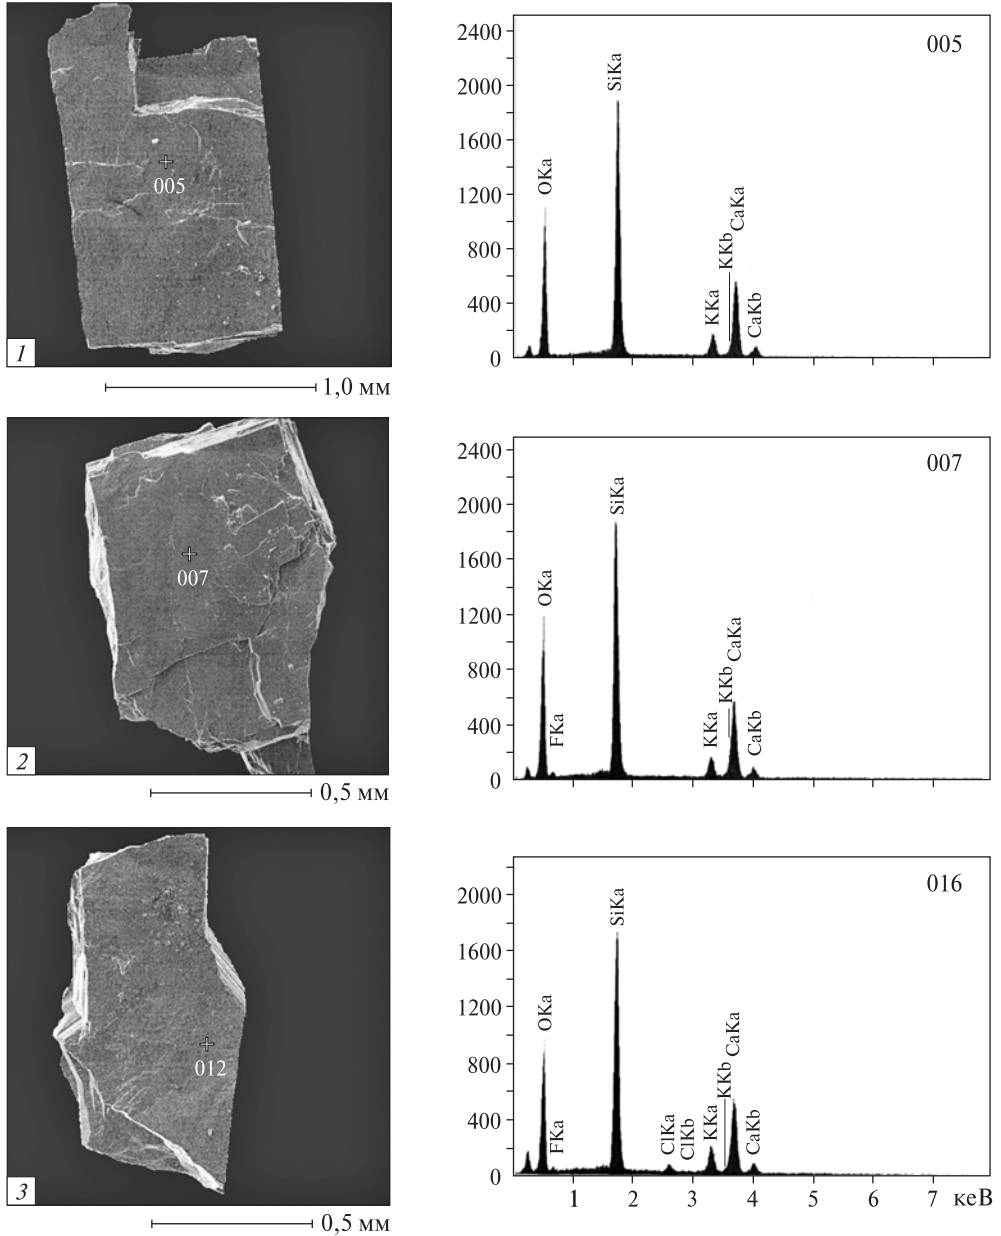 005
1
1,0 мм
2400
2000
1600
1200
800
400
0
OKa
SiKa
KKa
KKb
CaKa
CaKb
005
007
2
0,5 мм
2400
2000
1600
1200
800
400
0
OKa
FKa
SiKa
KKa
KKb
CaKa
CaKb
007
012
3
0,5 мм
2000
1600
1200
800
400
0
OKa
FKa
SiKa
ClKa
ClKb
KKa
KKb
CaKa
CaKb
016
1 2 3 4 5 6 7 кеВ